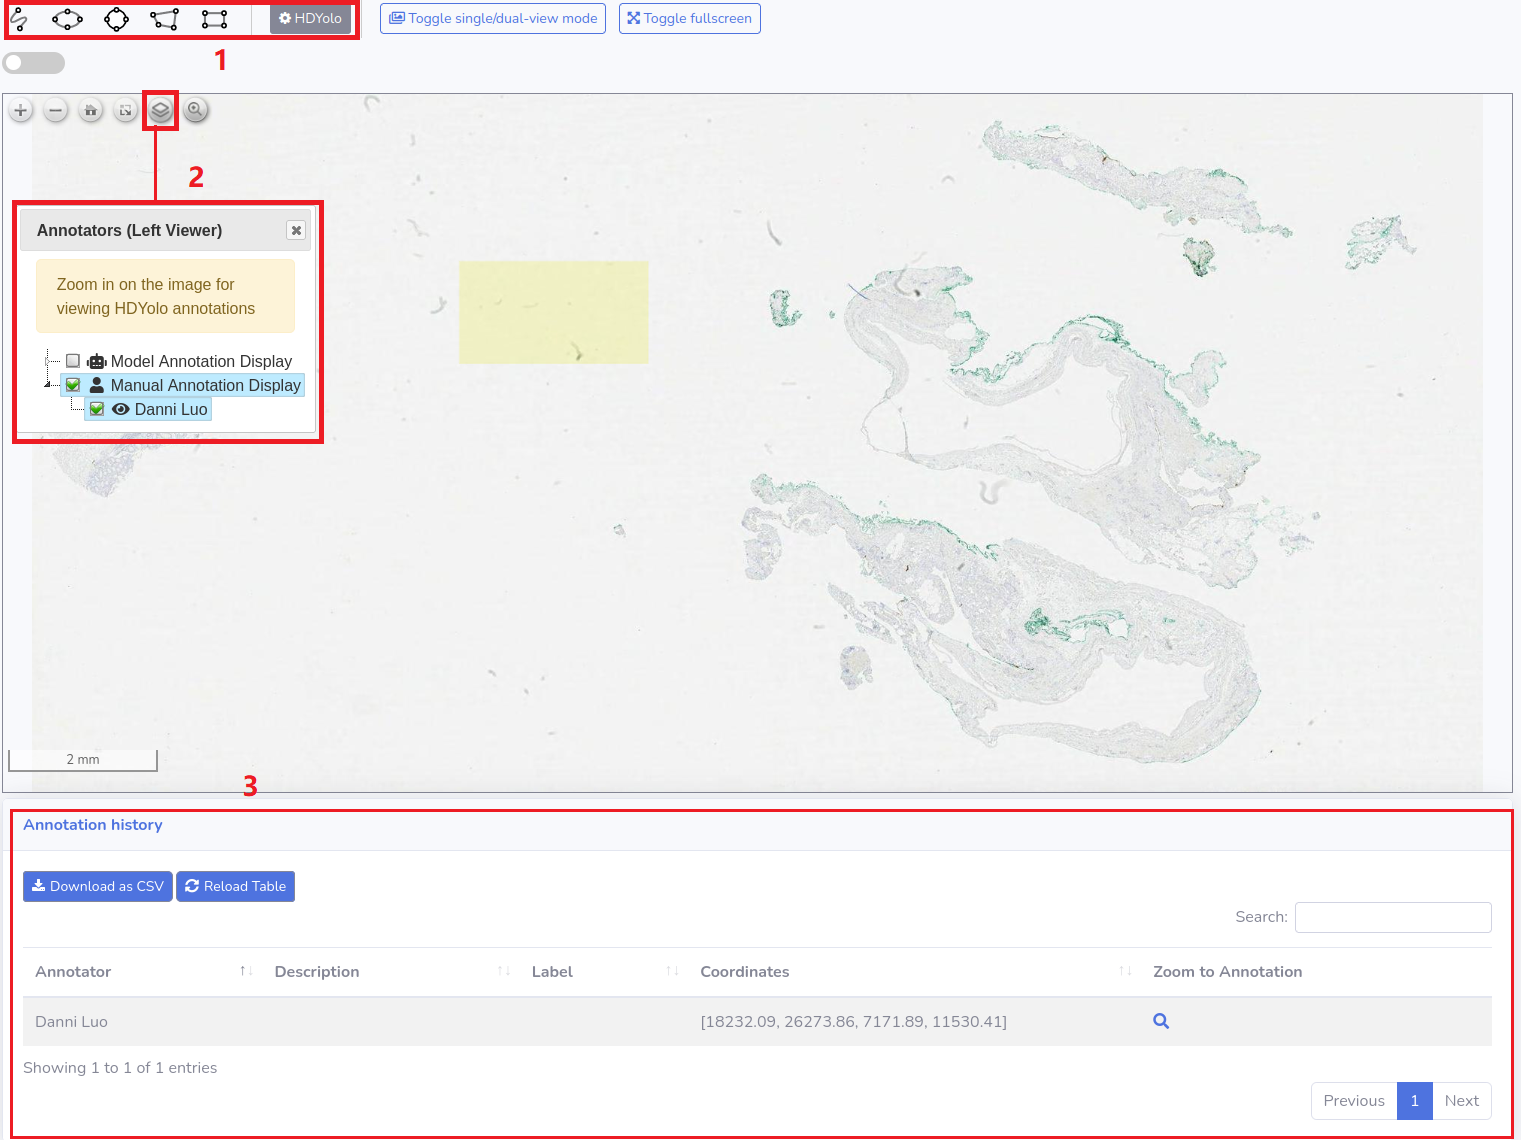 HDYolo
Toggle single/dual-view mode
Toggle fullscreen
1
2
Annotators (Left Viewer)
Zoom in on the image for
viewing HDYolo annotations
Model Annotation Display
Manual Annotation Display
Danni Luo
2 mm
3
Annotation history
Download as CSV
Reload Table
Search:
Annotator Description Label Coordinates Zoom to Annotation
Danni Luo [18232.09, 26273.86, 7171.89, 11530.41]
Showing 1 to 1 of 1 entries
Previous 1 Next